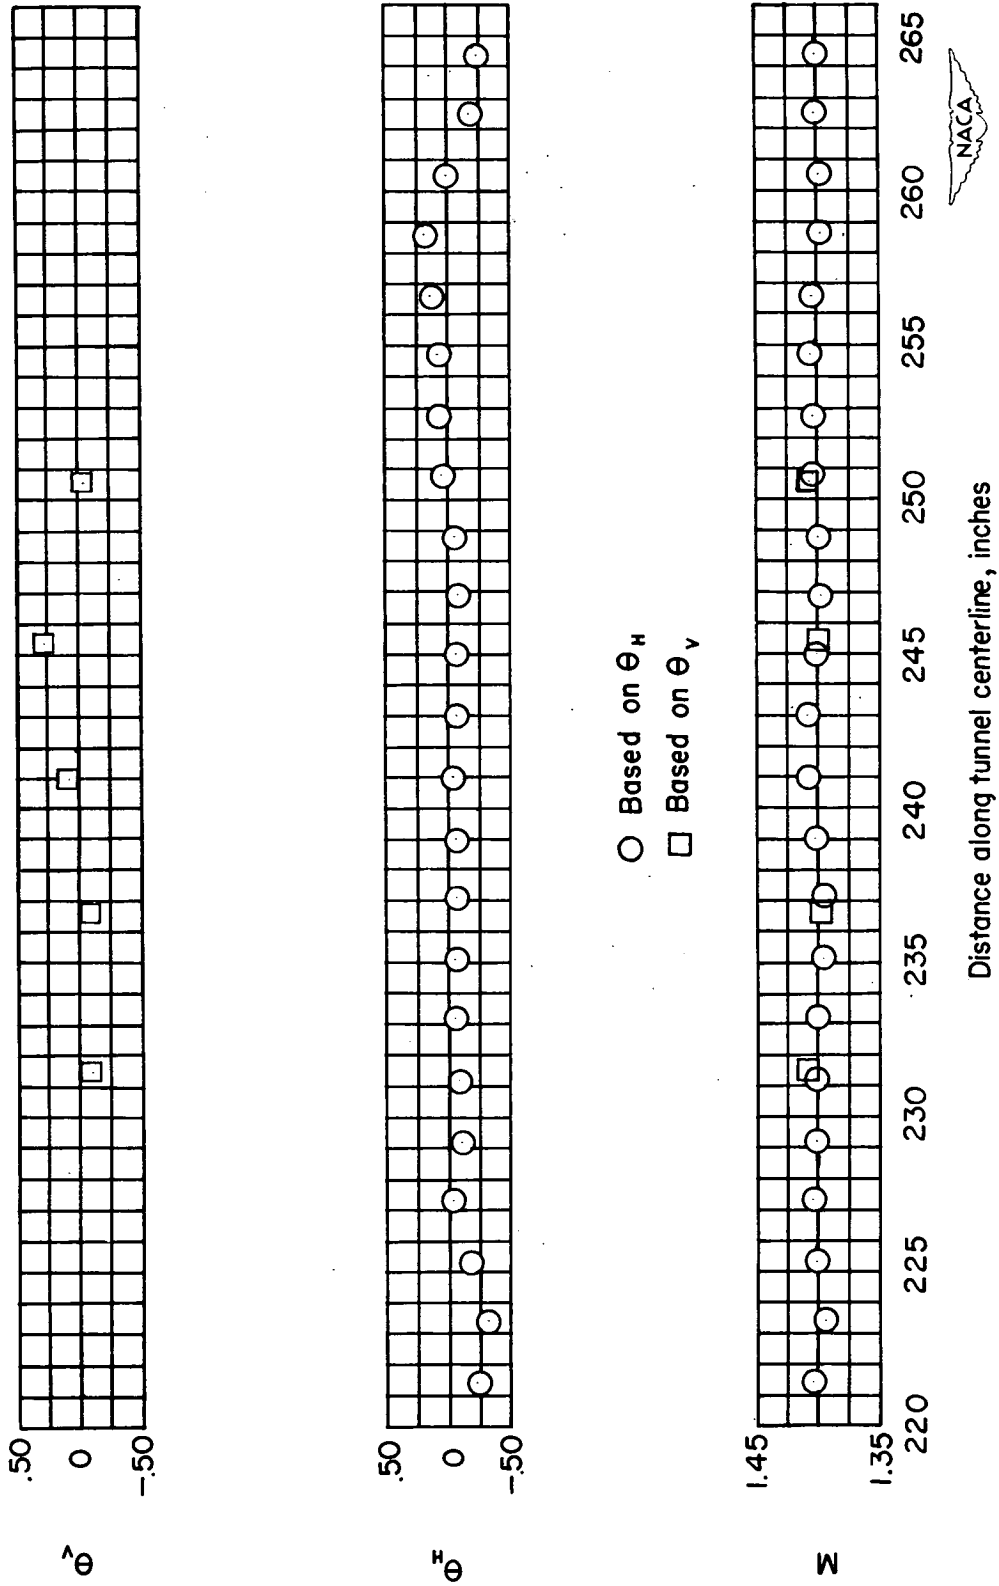 θV
.50
0
-.50
θH
.50
0
-.50
○ Based on θH
□ Based on θV
M
1.45
1.35
220 225 230 235 240 245 250 255 260 265
Distance along tunnel centerline, inches
NACA